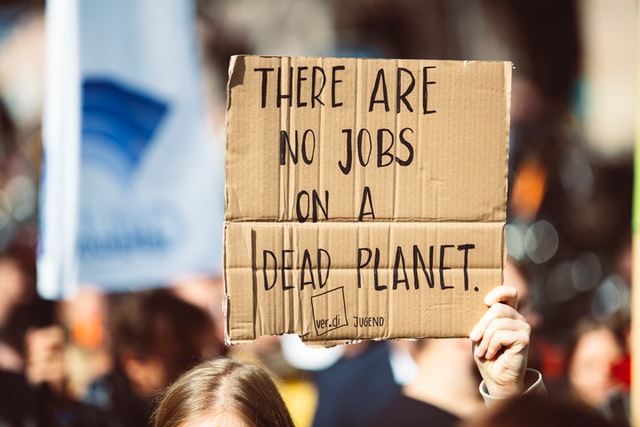 THERE ARE
NO JOBS
ON A
DEAD PLANET.
ver.di JUGEND